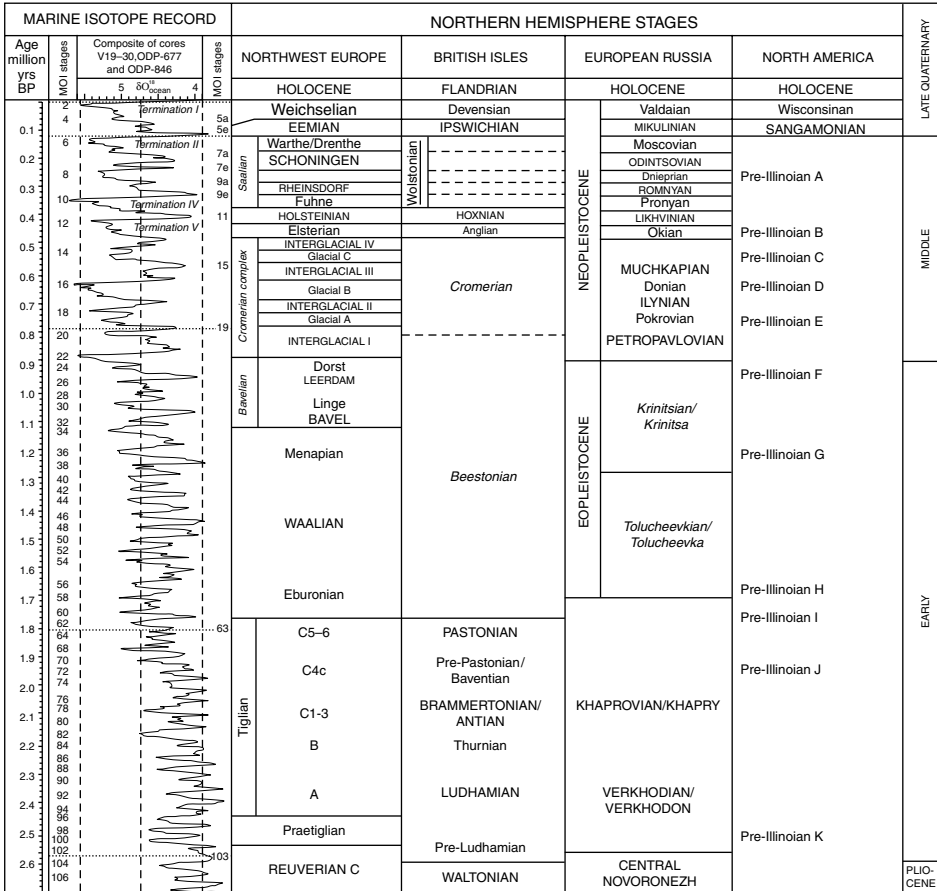 MARINE ISOTOPE RECORD
NORTHERN HEMISPHERE STAGES
LATE QUATERNARY
MIDDLE
EARLY
PLIO-
CENE
Age
million
yrs
BP
MOI stages
Composite of cores
V19–30,ODP-677
and ODP-846
5 δO18 ocean 4
MOI stages
NORTHWEST EUROPE
BRITISH ISLES
EUROPEAN RUSSIA
NORTH AMERICA
HOLOCENE
FLANDRIAN
HOLOCENE
HOLOCENE
0.1
0.2
0.3
0.4
0.5
0.6
0.7
0.8
0.9
1.0
1.1
1.2
1.3
1.4
1.5
1.6
1.7
1.8
1.9
2.0
2.1
2.2
2.3
2.4
2.5
2.6
2
4
6
8
10
12
14
16
18
20
22
24
26
28
30
32
34
36
38
40
42
44
46
48
50
52
54
56
58
60
62
64
68
70
72
74
76
78
80
82
84
86
88
90
92
94
96
98
100
102
104
106
Termination I
Termination II
Termination IV
Termination V
5a
5e
7a
7e
9a
9e
11
15
19
63
103
Weichselian
EEMIAN
Saalian
Warthe/Drenthe
SCHONINGEN
RHEINSDORF
Fuhne
HOLSTEINIAN
Elsterian
Cromerian complex
INTERGLACIAL IV
Glacial C
INTERGLACIAL III
Glacial B
INTERGLACIAL II
Glacial A
INTERGLACIAL I
Bavelian
Dorst
LEERDAM
Linge
BAVEL
Menapian
WAALIAN
Eburonian
Tiglian
C5–6
C4c
C1-3
B
A
Praetiglian
REUVERIAN C
Devensian
IPSWICHIAN
Wolstonian
HOXNIAN
Anglian
Cromerian
Beestonian
PASTONIAN
Pre-Pastonian/
Baventian
BRAMMERTONIAN/
ANTIAN
Thurnian
LUDHAMIAN
Pre-Ludhamian
WALTONIAN
NEOPLEISTOCENE
Valdaian
MIKULINIAN
Moscovian
ODINTSOVIAN
Dnieprian
ROMNYAN
Pronyan
LIKHVINIAN
Okian
MUCHKAPIAN
Donian
ILYNIAN
Pokrovian
PETROPAVLOVIAN
EOPLEISTOCENE
Krinitsian/
Krinitsa
Tolucheevkian/
Tolucheevka
KHAPROVIAN/KHAPRY
VERKHODIAN/
VERKHODON
CENTRAL
NOVORONEZH
Wisconsinan
SANGAMONIAN
Pre-Illinoian A
Pre-Illinoian B
Pre-Illinoian C
Pre-Illinoian D
Pre-Illinoian E
Pre-Illinoian F
Pre-Illinoian G
Pre-Illinoian H
Pre-Illinoian I
Pre-Illinoian J
Pre-Illinoian K